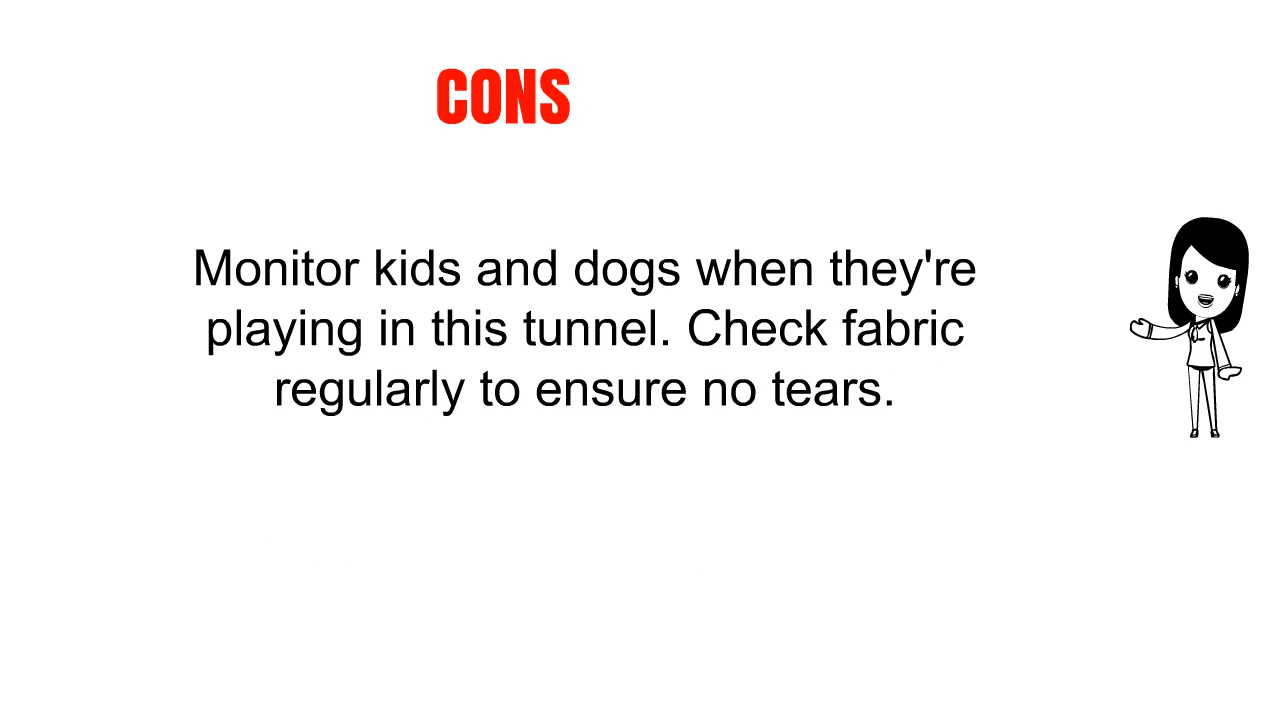 CONS
Monitor kids and dogs when they're
playing in this tunnel. Check fabric
regularly to ensure no tears.